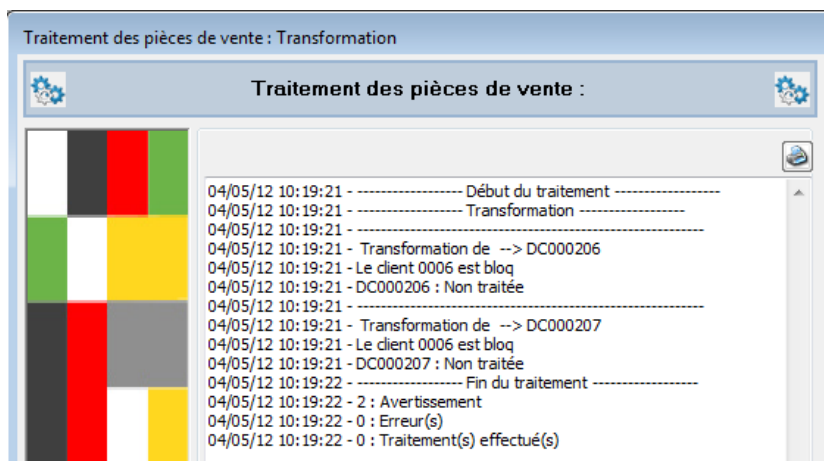 Traitement des pièces de vente : Transformation
Traitement des pièces de vente :
04/05/12 10:19:21 - ------------------ Début du traitement ------------------
04/05/12 10:19:21 - ------------------ Transformation ------------------
04/05/12 10:19:21 - -----------------------------------------------------------
04/05/12 10:19:21 - Transformation de --> DC000206
04/05/12 10:19:21 - Le client 0006 est bloq
04/05/12 10:19:21 - DC000206 : Non traitée
04/05/12 10:19:21 - -----------------------------------------------------------
04/05/12 10:19:21 - Transformation de --> DC000207
04/05/12 10:19:21 - Le client 0006 est bloq
04/05/12 10:19:21 - DC000207 : Non traitée
04/05/12 10:19:22 - ------------------ Fin du traitement ------------------
04/05/12 10:19:22 - 2 : Avertissement
04/05/12 10:19:22 - 0 : Erreur(s)
04/05/12 10:19:22 - 0 : Traitement(s) effectué(s)